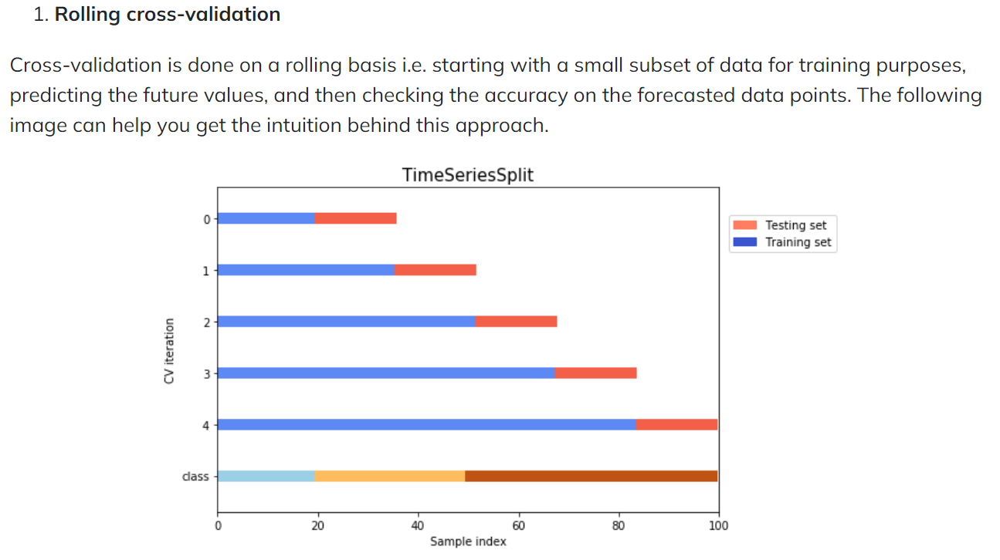 1. Rolling cross-validation
Cross-validation is done on a rolling basis i.e. starting with a small subset of data for training purposes,
predicting the future values, and then checking the accuracy on the forecasted data points. The following
image can help you get the intuition behind this approach.
TimeSeriesSplit
0
1
2
3
4
class
CV iteration
Testing set
Training set
0 20 40 60 80 100
Sample index